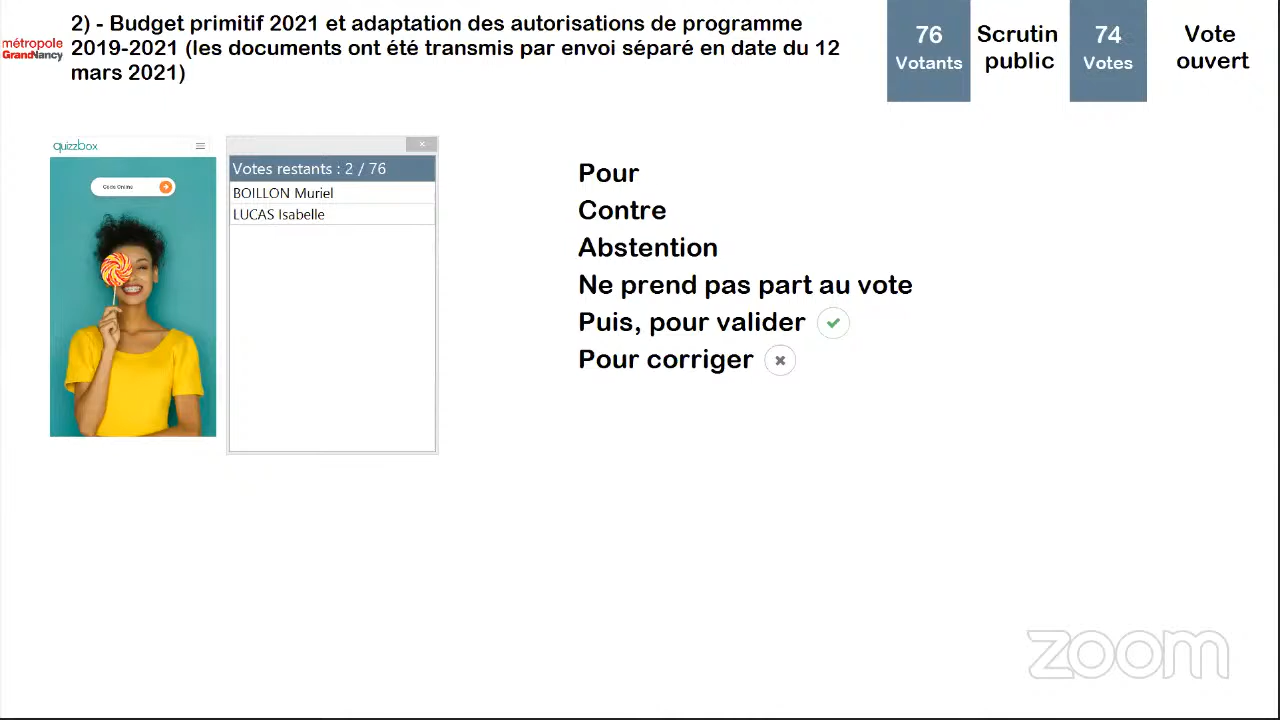 métropole
GrandNancy
2) - Budget primitif 2021 et adaptation des autorisations de programme
2019-2021 (les documents ont été transmis par envoi séparé en date du 12
mars 2021)
76
Votants
Scrutin
public
74
Votes
Vote
ouvert
quizzbox
Code Online
Votes restants : 2 / 76
BOILLON Muriel
LUCAS Isabelle
Pour
Contre
Abstention
Ne prend pas part au vote
Puis, pour valider
Pour corriger
zoom